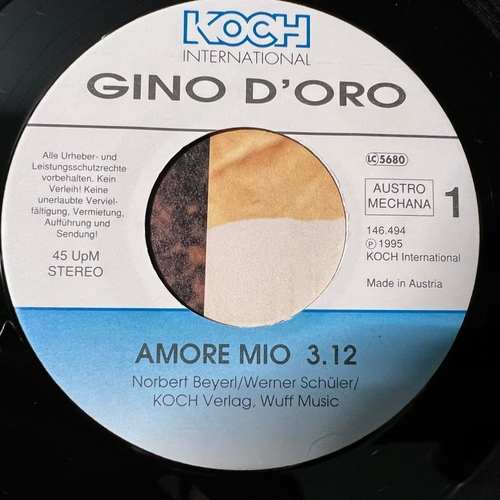 KOCH
INTERNATIONAL
GINO D'ORO
Alle Urheber- und
Leistungsschutzrechte
vorbehalten. Kein
Verleih! Keine
unerlaubte Verviel-
fältigung, Vermietung,
Aufführung und
Sendung!
45 UpM
STEREO
LC 5680
AUSTRO
MECHANA
1
146.494
Ⓟ 1995
KOCH International
Made in Austria
AMORE MIO 3.12
Norbert Beyerl/Werner Schüler/
KOCH Verlag, Wuff Music